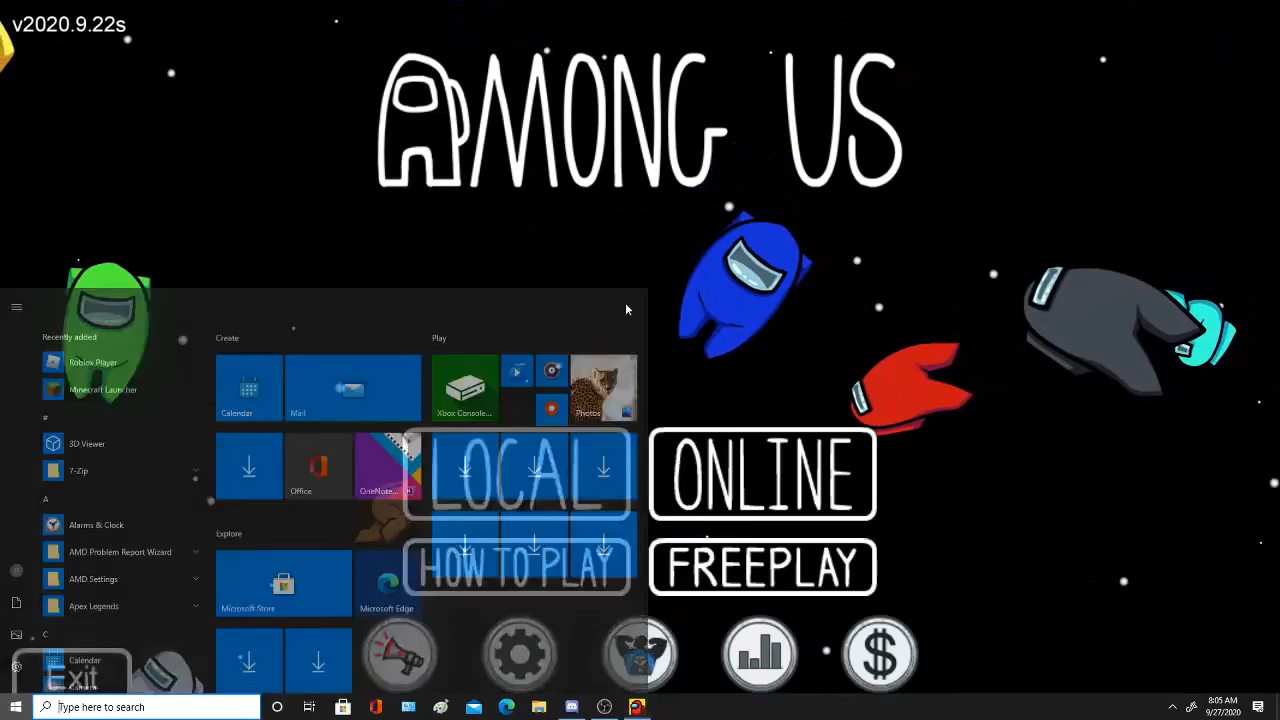 v2020.9.22s
AMONG US
Recently added
Roblox Player
Minecraft Launcher
#
3D Viewer
7-Zip
A
Alarms & Clock
AMD Problem Report Wizard
AMD Settings
Apex Legends
C
Calendar
Camera
Create
Calendar
Mail
Office
OneNote...
Explore
Microsoft Store
Microsoft Edge
Play
Xbox Console...
Photos
LOCAL
ONLINE
HOW TO PLAY
FREEPLAY
Exit
$
Type here to search
8:05 AM
9/27/2020